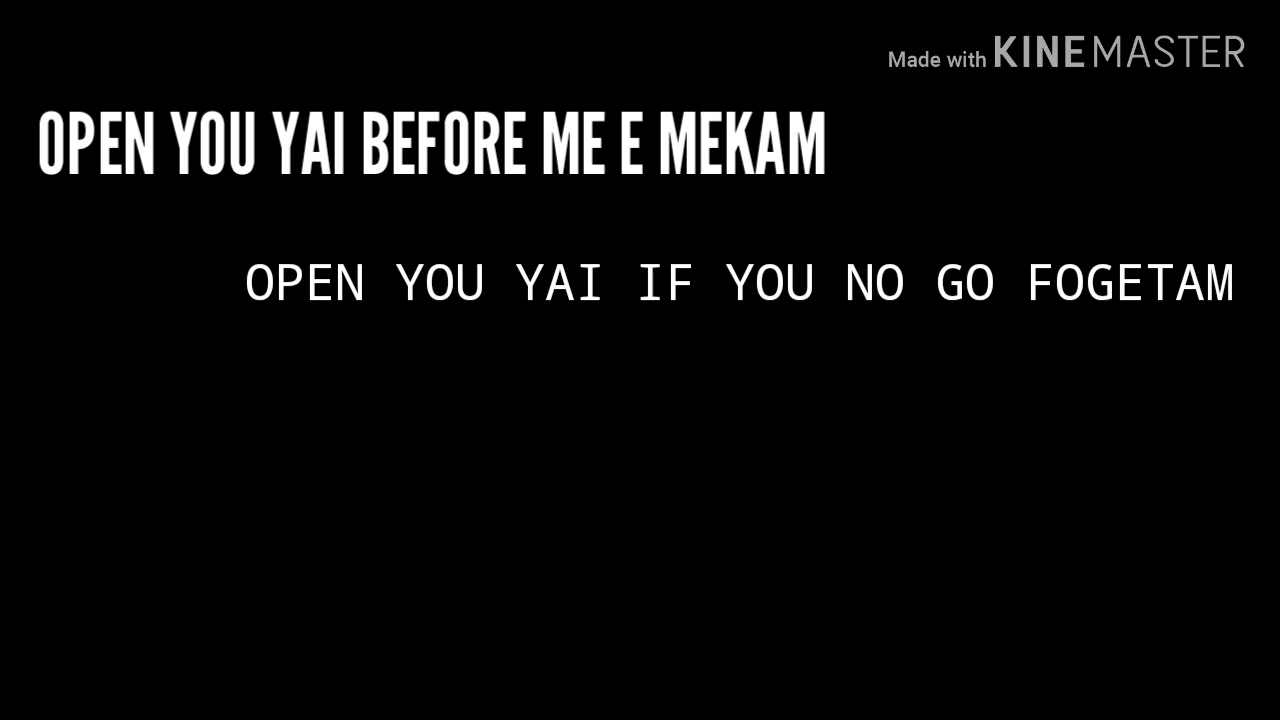 Made with KINEMASTER
OPEN YOU YAI BEFORE ME E MEKAM
OPEN YOU YAI IF YOU NO GO FOGETAM